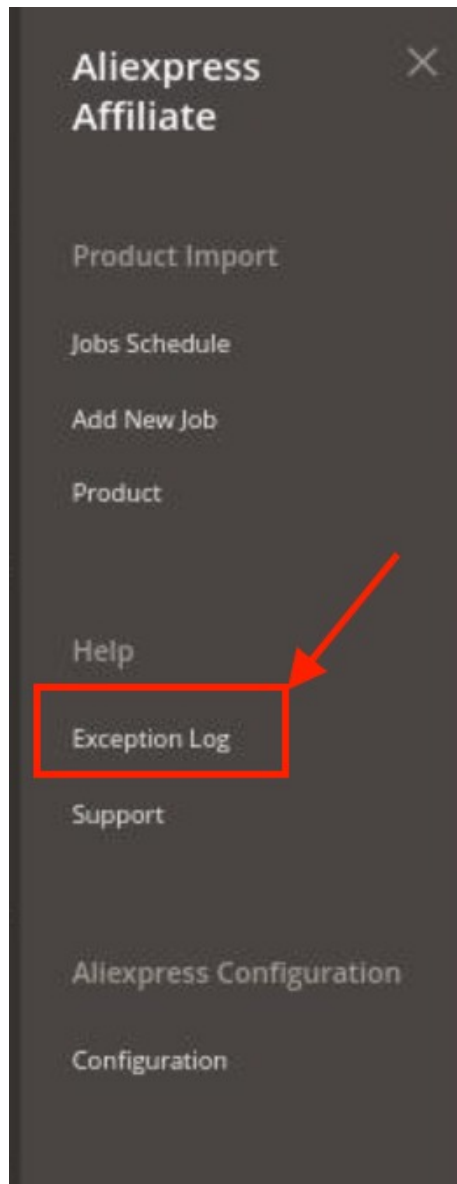 Aliexpress
Affiliate
Product Import
Jobs Schedule
Add New Job
Product
Help
Exception Log
Support
Aliexpress Configuration
Configuration